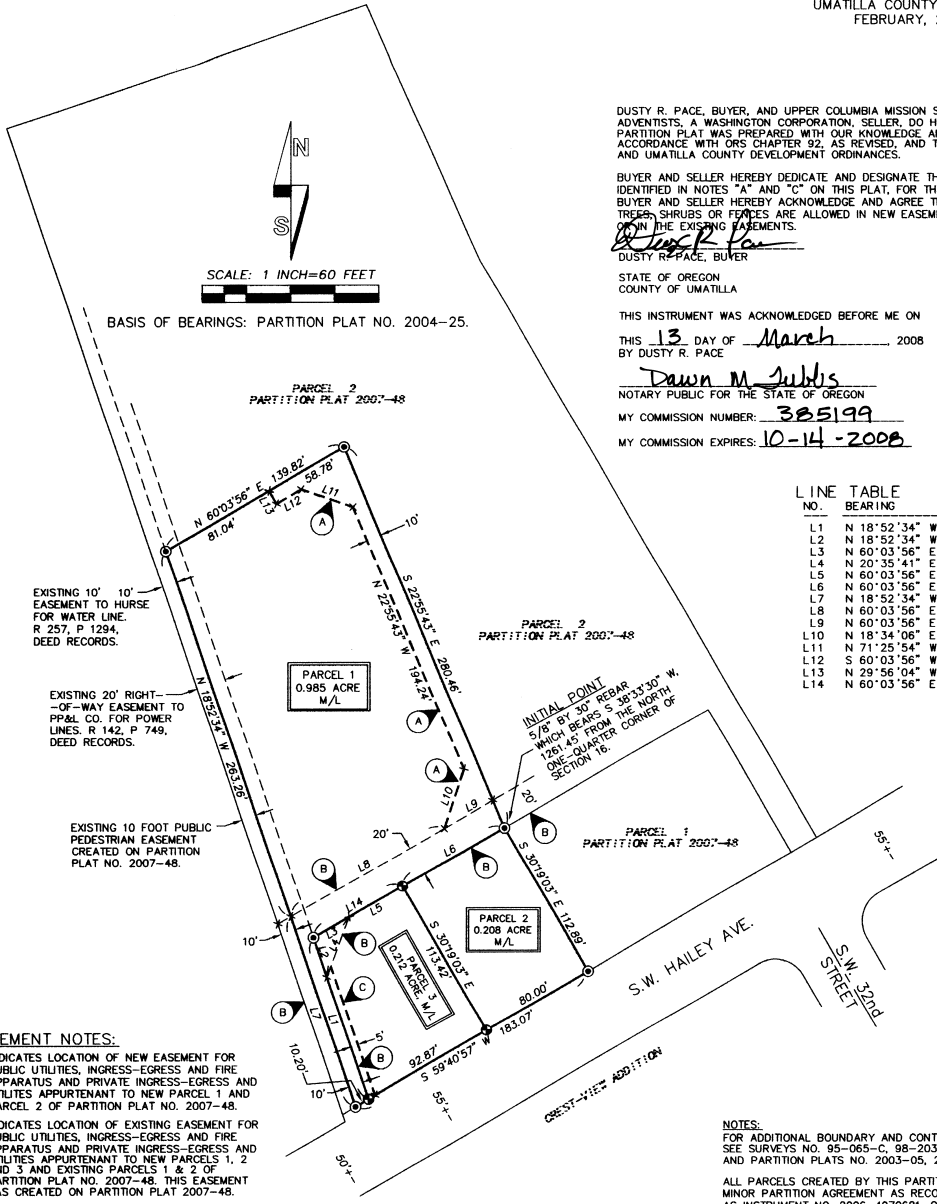 UMATILLA COUNTY
FEBRUARY,
DUSTY R. PACE, BUYER, AND UPPER COLUMBIA MISSION S
ADVENTISTS, A WASHINGTON CORPORATION, SELLER, DO H
PARTITION PLAT WAS PREPARED WITH OUR KNOWLEDGE A
ACCORDANCE WITH ORS CHAPTER 92, AS REVISED, AND T
AND UMATILLA COUNTY DEVELOPMENT ORDINANCES.
BUYER AND SELLER HEREBY DEDICATE AND DESIGNATE TH
IDENTIFIED IN NOTES "A" AND "C" ON THIS PLAT, FOR TH
BUYER AND SELLER HEREBY ACKNOWLEDGE AND AGREE T
TREES, SHRUBS OR FENCES ARE ALLOWED IN NEW EASEM
OR IN THE EXISTING EASEMENTS.
DUSTY R. PACE, BUYER
STATE OF OREGON
COUNTY OF UMATILLA
THIS INSTRUMENT WAS ACKNOWLEDGED BEFORE ME ON
THIS 13 DAY OF March, 2008
BY DUSTY R. PACE
Dawn M
NOTARY PUBLIC FOR THE STATE OF OREGON
MY COMMISSION NUMBER: 385199
MY COMMISSION EXPIRES: 10-14-2008
N
S
SCALE: 1 INCH=60 FEET
BASIS OF BEARINGS: PARTITION PLAT NO. 2004-25.
PARCEL 2
PARTITION PLAT 2007-48
N 60°03'56" E 139.82'
81.04'
58.78'
L13
L12
L11
A
10'
LINE TABLE
NO. BEARING
L1 N 18°52'34" W
L2 N 18°52'34" W
L3 N 60°03'56" E
L4 N 20°35'41" E
L5 N 60°03'56" E
L6 N 60°03'56" E
L7 N 18°52'34" W
L8 N 60°03'56" E
L9 N 60°03'56" E
L10 N 18°34'06" E
L11 N 71°25'54" W
L12 S 60°03'56" W
L13 N 29°56'04" W
L14 N 60°03'56" E
EXISTING 10' 10'
EASEMENT TO HURSE
FOR WATER LINE.
R 257, P 1294,
DEED RECORDS.
N 22°55'43" W 194.24'
S 22°55'43" E 280.46'
PARCEL 2
PARTITION PLAT 2007-48
PARCEL 1
0.985 ACRE
M/L
EXISTING 20' RIGHT-
-OF-WAY EASEMENT TO
PP&L CO. FOR POWER
LINES. R 142, P 749,
DEED RECORDS.
N 18°52'34" W 263.26'
INITIAL POINT
5/8" BY 30" REBAR
WHICH BEARS S 38°33'30" W,
1261.45' FROM THE NORTH
ONE-QUARTER CORNER OF
SECTION 16.
A
A
L10
L9
20'
EXISTING 10 FOOT PUBLIC
PEDESTRIAN EASEMENT
CREATED ON PARTITION
PLAT NO. 2007-48.
20'
B
PARCEL 1
PARTITION PLAT 2007-48
L8
B
L6
B
S 30°19'03" E 112.89'
55'+-
L14
L5
L3
L4
B
10'
L2
PARCEL 2
0.208 ACRE
M/L
S 30°19'03" E
113.42'
PARCEL 3
0.212 ACRE, M/L
S.W. HAILEY AVE.
S.W. 32nd
STREET
C
B
L7
L1
5'
B
80.00'
183.07'
92.87'
S 59°40'57" W
10.20'
10'
55'+-
50'+-
CREST-VIEW ADDITION
EMENT NOTES:
DICATES LOCATION OF NEW EASEMENT FOR
UBLIC UTILITIES, INGRESS-EGRESS AND FIRE
PPARATUS AND PRIVATE INGRESS-EGRESS AND
TILITES APPURTENANT TO NEW PARCEL 1 AND
ARCEL 2 OF PARTITION PLAT NO. 2007-48.
DICATES LOCATION OF EXISTING EASEMENT FOR
UBLIC UTILITIES, INGRESS-EGRESS AND FIRE
PPARATUS AND PRIVATE INGRESS-EGRESS AND
TILITIES APPURTENANT TO NEW PARCELS 1, 2
ND 3 AND EXISTING PARCELS 1 & 2 OF
ARTITION PLAT NO. 2007-48. THIS EASEMENT
AS CREATED ON PARTITION PLAT 2007-48.
NOTES:
FOR ADDITIONAL BOUNDARY AND CONT
SEE SURVEYS NO. 95-065-C, 98-203
AND PARTITION PLATS NO. 2003-05, 2
ALL PARCELS CREATED BY THIS PARTIT
MINOR PARTITION AGREEMENT AS RECO